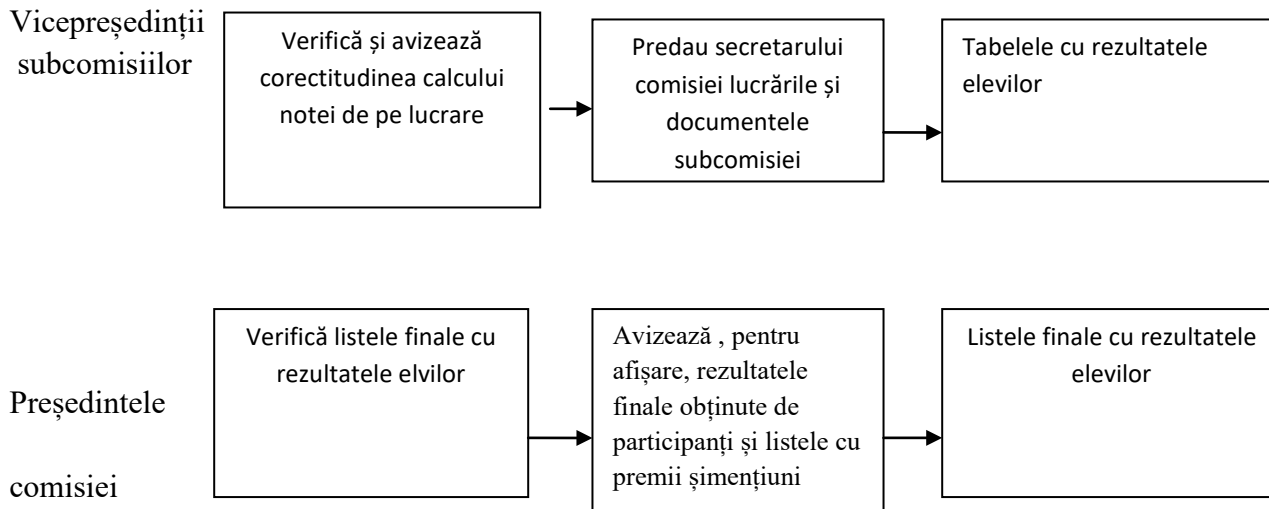 Vicepreședinții
subcomisiilor
Verifică și avizează
corectitudinea calcului
notei de pe lucrare
Predau secretarului
comisiei lucrările și
documentele
subcomisiei
Tabelele cu rezultatele
elevilor
Președintele
comisiei
Verifică listele finale cu
rezultatele elvilor
Avizează , pentru
afișare, rezultatele
finale obținute de
participanți și listele cu
premii șimențiuni
Listele finale cu rezultatele
elevilor